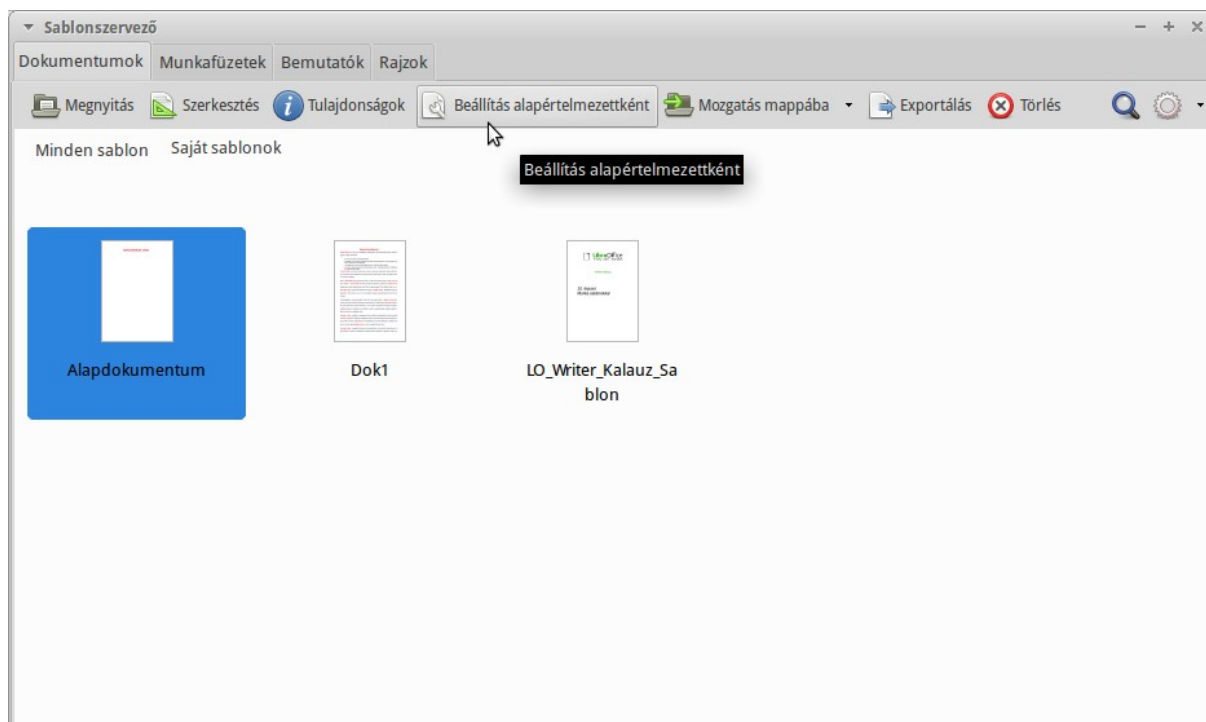 Sablonszervező
Dokumentumok Munkafüzetek Bemutatók Rajzok
Megnyitás Szerkesztés Tulajdonságok Beállítás alapértelmezettként Mozgatás mappába Exportálás Törlés
Minden sablon Saját sablonok
Beállítás alapértelmezettként
LibreOffice
Alapdokumentum Dok1 LO_Writer_Kalauz_Sa
blon